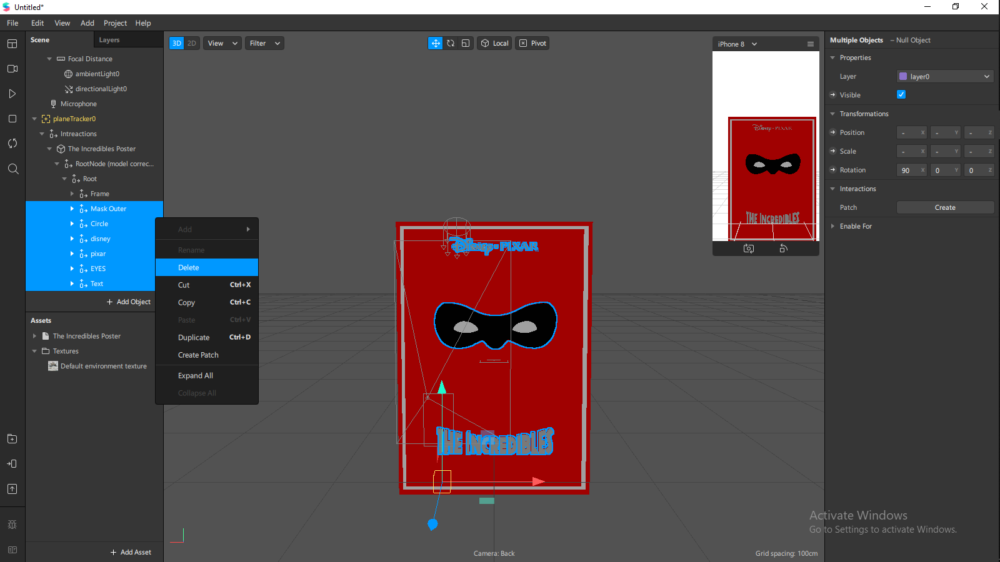 Untitled*
File Edit View Add Project Help
Scene Layers
Focal Distance
ambientLight0
directionalLight0
Microphone
planeTracker0
Intreactions
The Incredibles Poster
RootNode (model correc...
Root
Frame
Mask Outer
Circle
disney
pixar
EYES
Text
+ Add Object
Assets
The Incredibles Poster
Textures
Default environment texture
+ Add Asset
Add
Rename
Delete
Cut Ctrl+X
Copy Ctrl+C
Paste Ctrl+V
Duplicate Ctrl+D
Create Patch
Expand All
Collapse All
3D 2D View Filter
Local Pivot
Disney·PIXAR
THE INCREDIBLES
Camera: Back
Grid spacing: 100cm
iPhone 8
Disney·PIXAR
THE INCREDIBLES
Multiple Objects – Null Object
Properties
Layer layer0
Visible
Transformations
Position - X - Y - Z
Scale - X - Y - Z
Rotation 90 X 0 Y 0 Z
Interactions
Patch Create
Enable For
Activate Windows
Go to Settings to activate Windows.